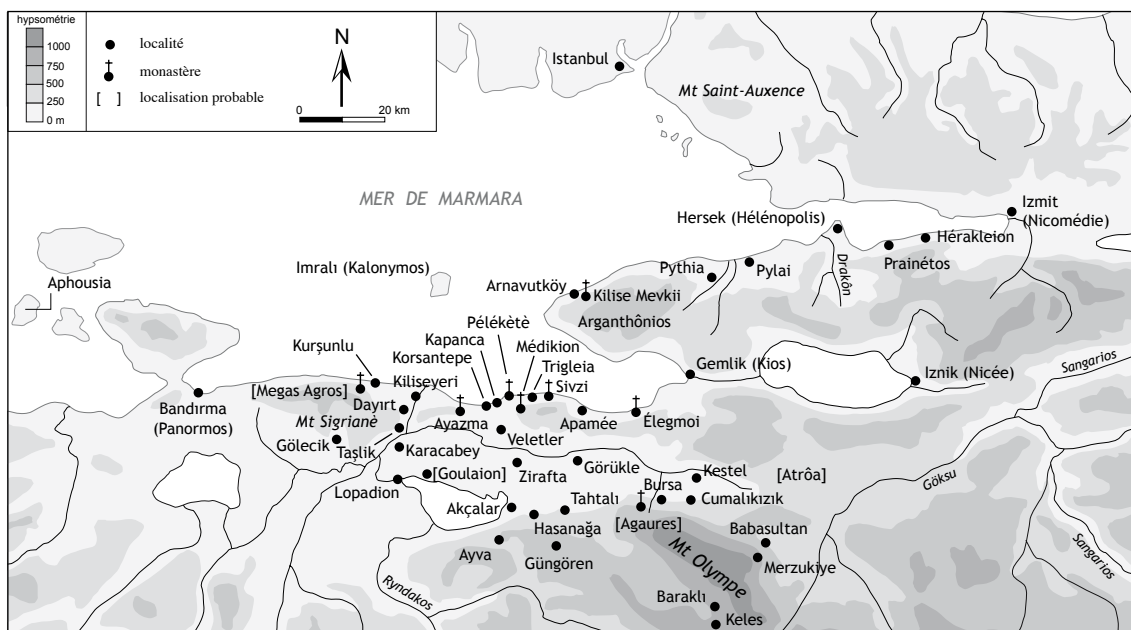 hypsométrie
1000
750
500
250
0 m
localité
monastère
[ ] localisation probable
N
0 20 km
Istanbul
Mt Saint-Auxence
MER DE MARMARA
Izmit
(Nicomédie)
Hersek (Hélénopolis)
Hérakleion
Prainétos
Drakôn
Pylai
Pythia
Aphousia
Imralı (Kalonymos)
Arnavutköy
Kilise Mevkii
Arganthônios
Pélékètè
Kapanca
Médikion
Kurşunlu
Korsantepe
Trigleia
Gemlik (Kios)
Sangarios
Kiliseyeri
Sivzi
Iznik (Nicée)
[Megas Agros]
Bandırma
(Panormos)
Dayırt
Mt Sigrianè
Ayazma
Apamée
Élegmoi
Gölecik
Taşlik
Veletler
Karacabey
[Goulaion]
Zirafta
Görükle
Kestel
[Atrôa]
Göksu
Lopadion
Bursa
Cumalıkızık
Akçalar
Tahtalı
[Agaures]
Hasanağa
Babasultan
Ayva
Güngören
Mt Olympe
Merzukiye
Sangarios
Ryndakos
Baraklı
Keles